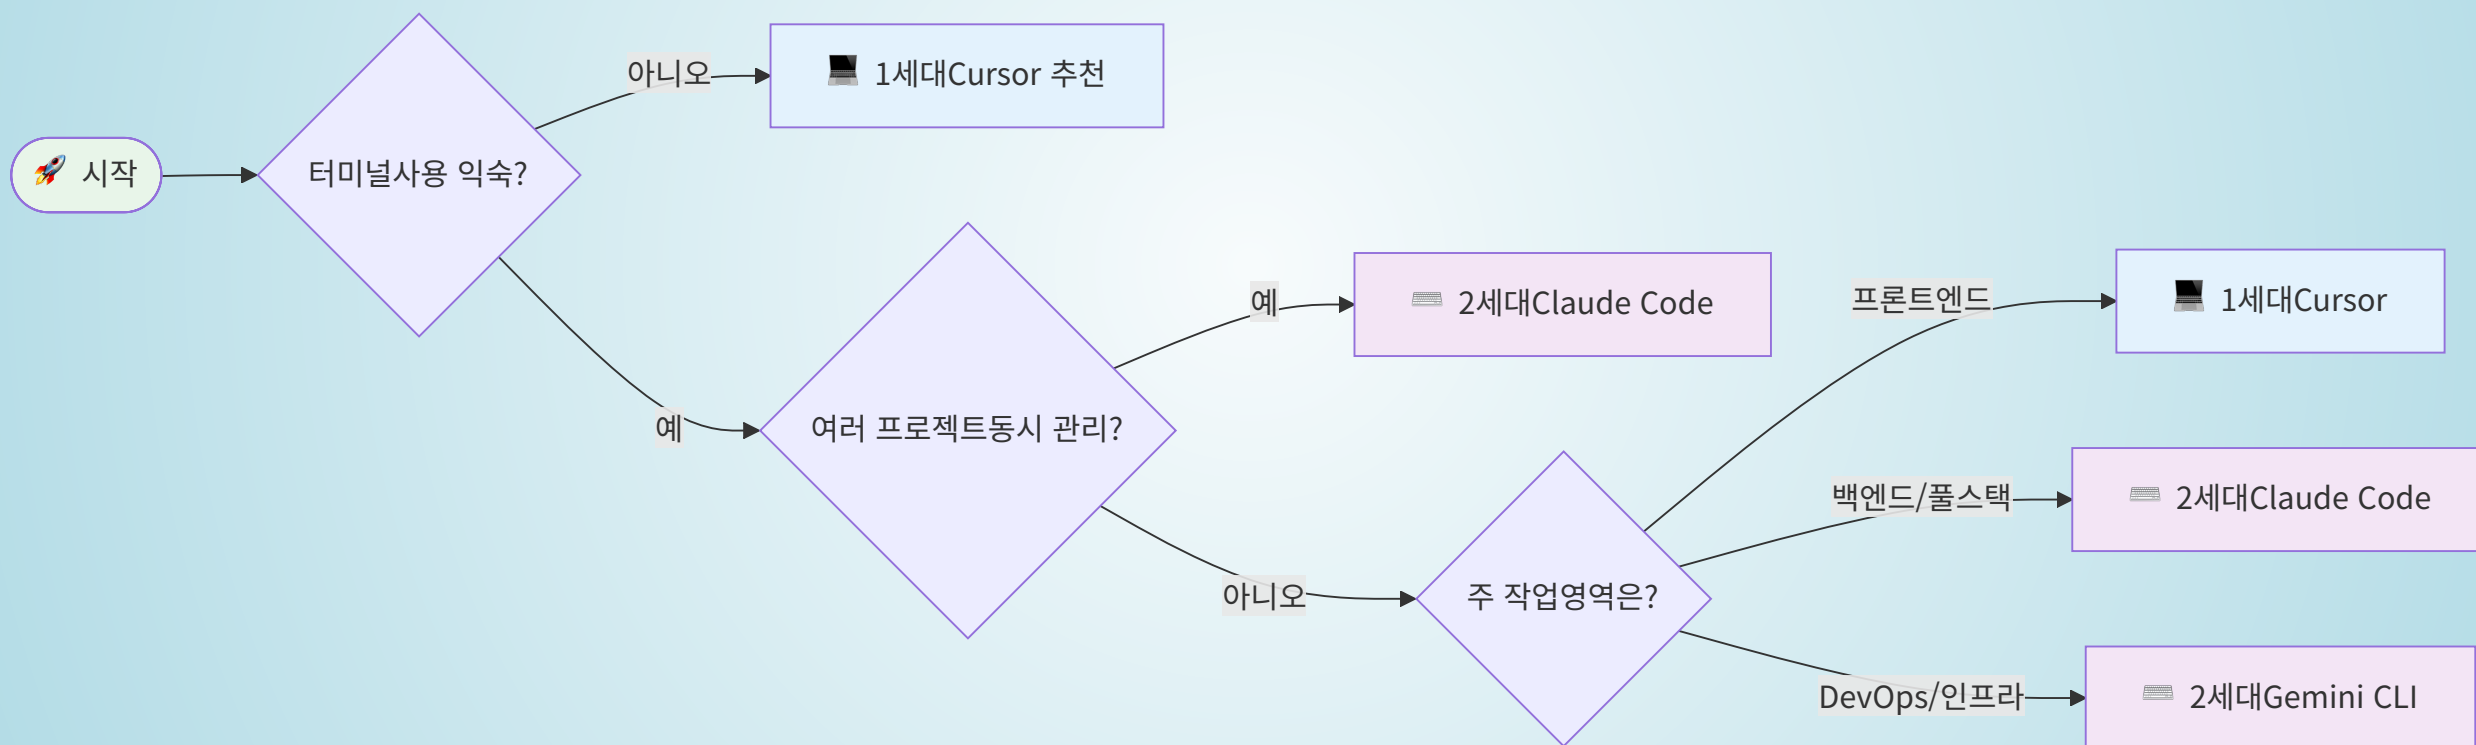 🚀 시작
터미널사용 익숙?
아니오
💻 1세대Cursor 추천
예
여러 프로젝트동시 관리?
예
⌨️ 2세대Claude Code
아니오
주 작업영역은?
프론트엔드
💻 1세대Cursor
백엔드/풀스택
⌨️ 2세대Claude Code
DevOps/인프라
⌨️ 2세대Gemini CLI